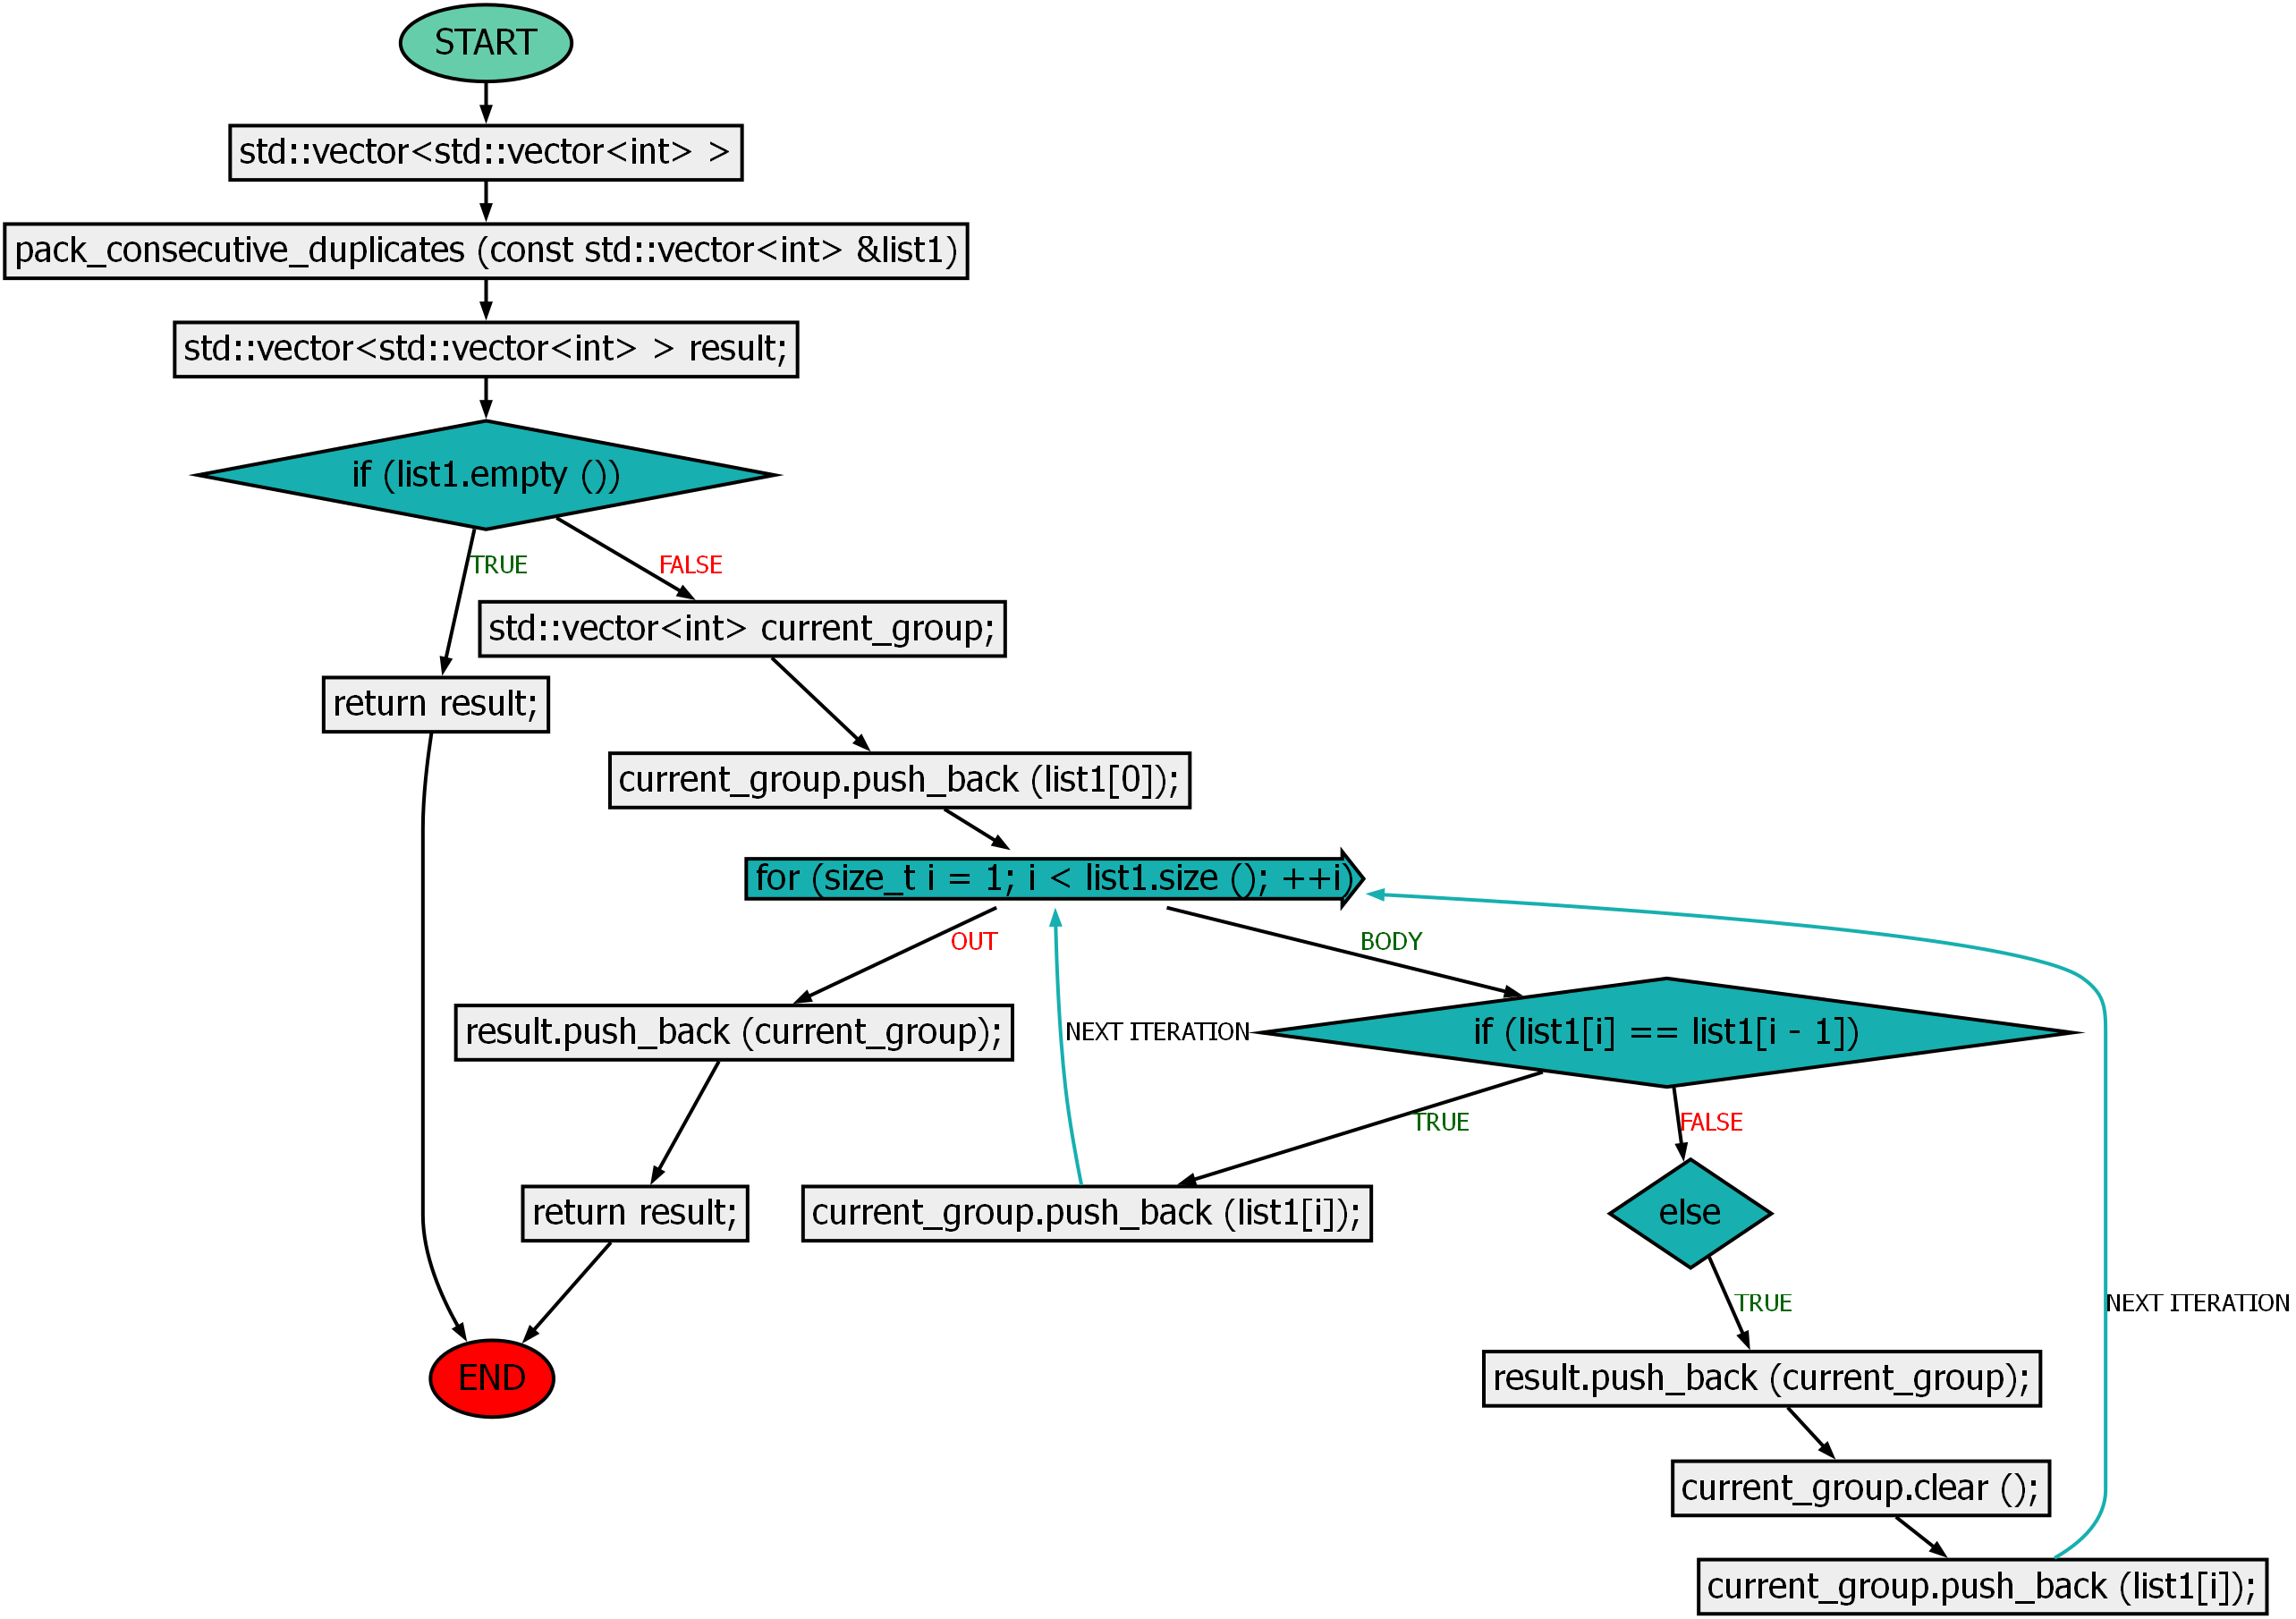 START
std::vector<std::vector<int> >
pack_consecutive_duplicates (const std::vector<int> &list1)
std::vector<std::vector<int> > result;
if (list1.empty ())
TRUE
FALSE
std::vector<int> current_group;
return result;
current_group.push_back (list1[0]);
for (size_t i = 1; i < list1.size (); ++i)
OUT
BODY
result.push_back (current_group);
NEXT ITERATION
if (list1[i] == list1[i - 1])
TRUE
FALSE
return result;
current_group.push_back (list1[i]);
else
TRUE
NEXT ITERATION
END
result.push_back (current_group);
current_group.clear ();
current_group.push_back (list1[i]);